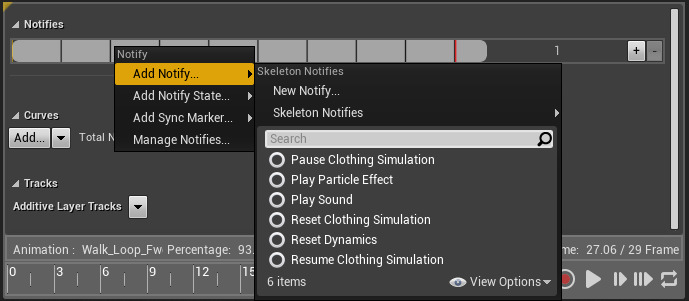 Notifies
1
+
-
Notify
Add Notify...
Add Notify State...
Add Sync Marker...
Manage Notifies...
Skeleton Notifies
New Notify...
Skeleton Notifies
Search
Pause Clothing Simulation
Play Particle Effect
Play Sound
Reset Clothing Simulation
Reset Dynamics
Resume Clothing Simulation
6 items
View Options
Curves
Add...
Total
Tracks
Additive Layer Tracks
Animation : Walk_Loop_Fw Percentage: 93. 27.06 / 29 Frame
0 3 6 9 12 15